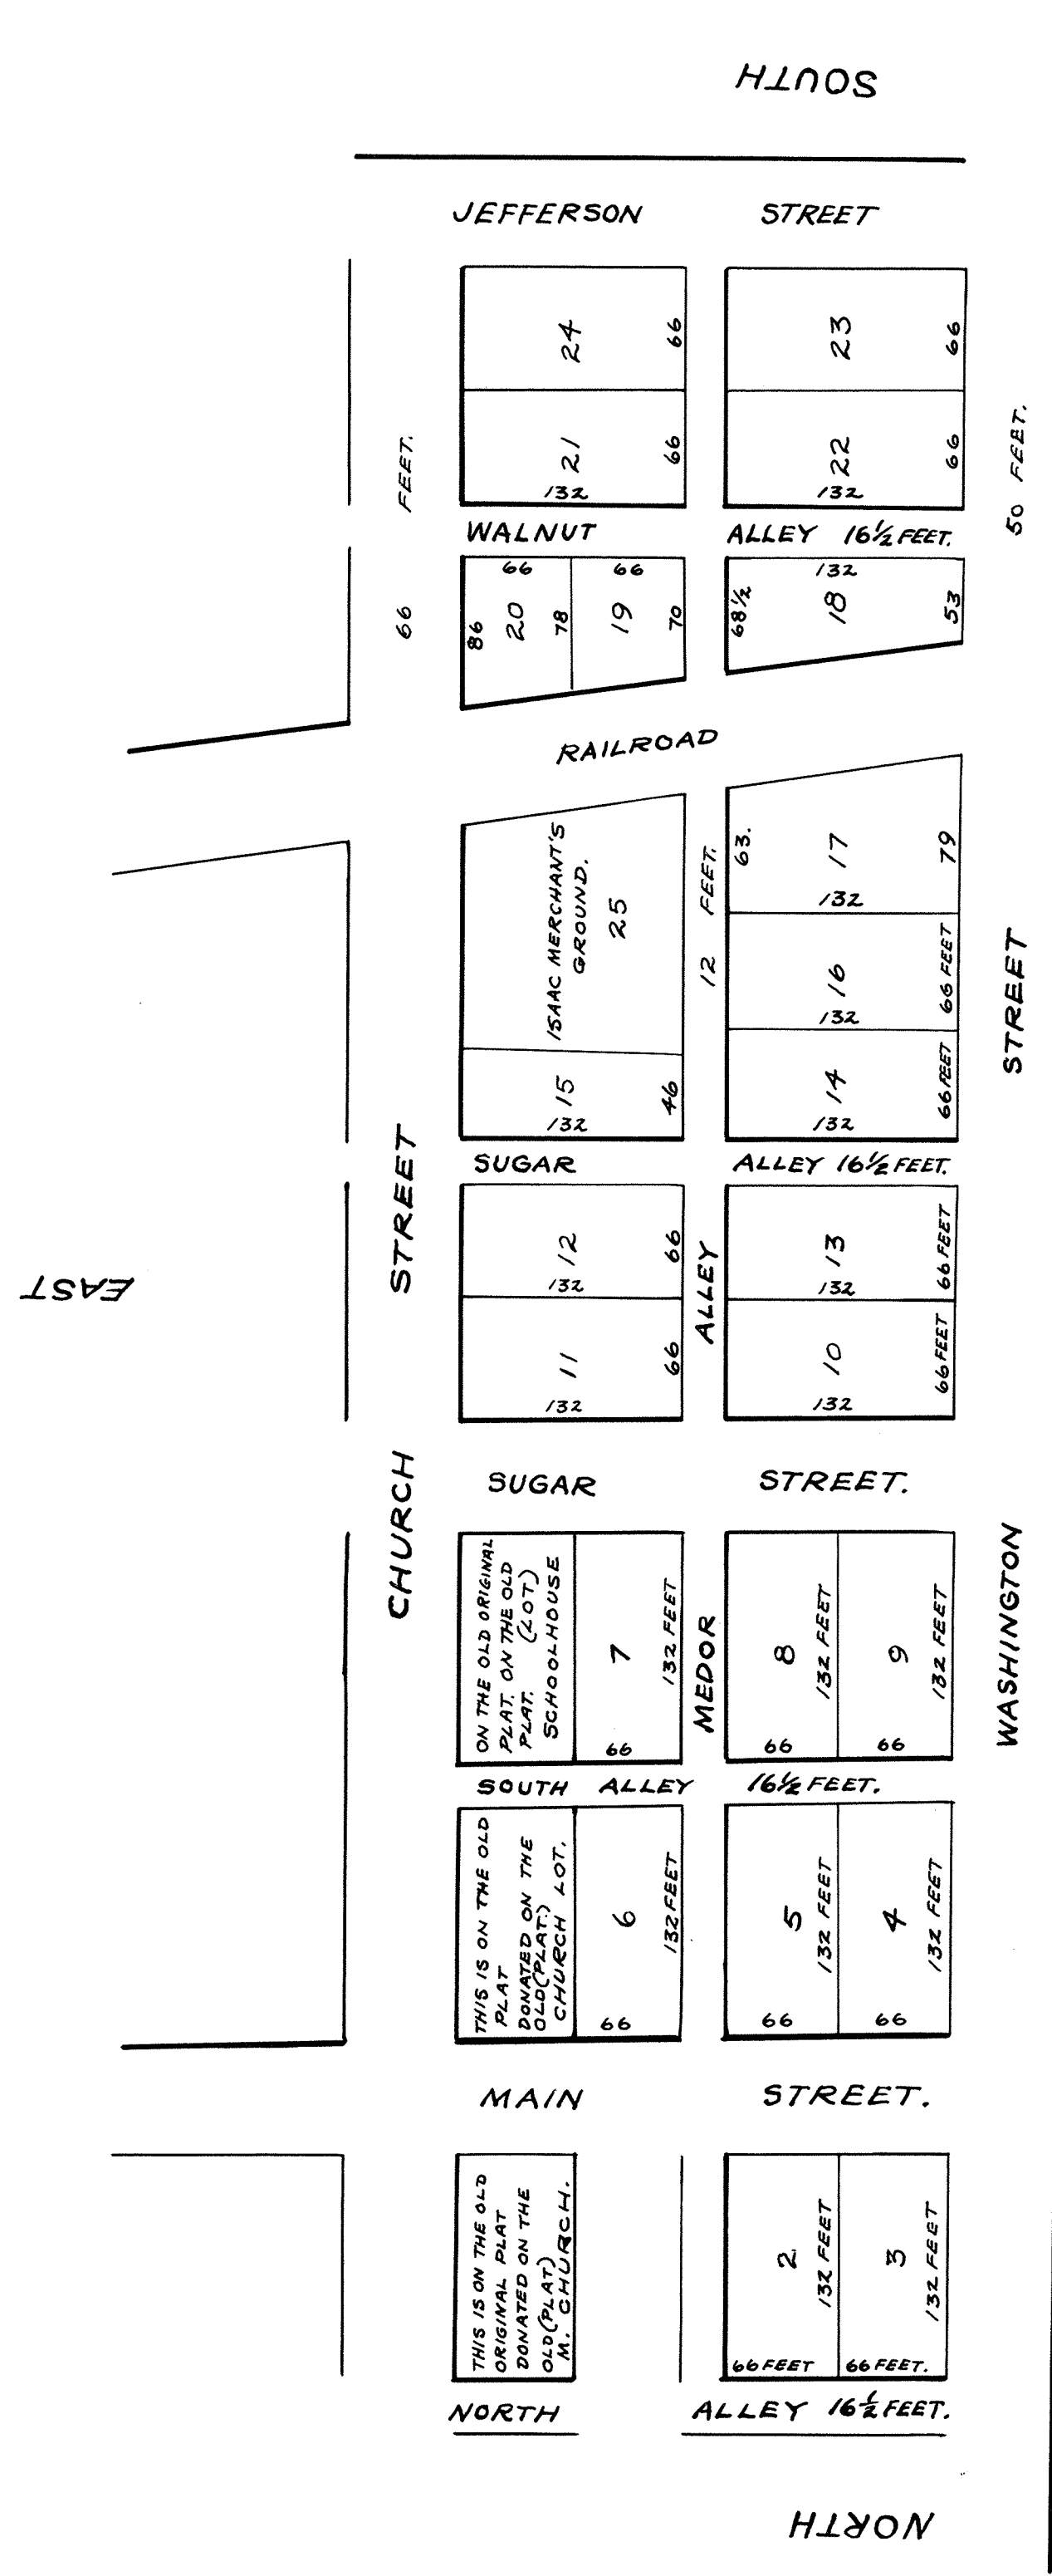 SOUTH
JEFFERSON STREET
24
66
23
66
21
66
132
22
66
132
66 FEET.
50 FEET.
WALNUT ALLEY 16½ FEET.
66
66
86
20
78
19
70
132
68½
18
53
RAILROAD
ISAAC MERCHANT'S
GROUND.
25
12 FEET.
63.
17
79
132
16
66 FEET
132
15
46
132
14
66 FEET
132
SUGAR ALLEY 16½ FEET.
EAST
CHURCH STREET
12
66
132
13
66 FEET
132
11
66
132
10
66 FEET
132
MEDOR ALLEY
WASHINGTON STREET
SUGAR STREET.
ON THE OLD ORIGINAL
PLAT. ON THE OLD
PLAT. (LOT)
SCHOOLHOUSE
7
132 FEET
66
8
132 FEET
66
9
132 FEET
66
SOUTH ALLEY 16½ FEET.
THIS IS ON THE OLD
PLAT
DONATED ON THE
OLD(PLAT.)
CHURCH LOT.
6
132 FEET
66
5
132 FEET
66
4
132 FEET
66
MAIN STREET.
THIS IS ON THE OLD
ORIGINAL PLAT
DONATED ON THE
OLD(PLAT)
M. CHURCH.
2
132 FEET
66 FEET
3
132 FEET
66 FEET.
NORTH ALLEY 16½ FEET.
NORTH